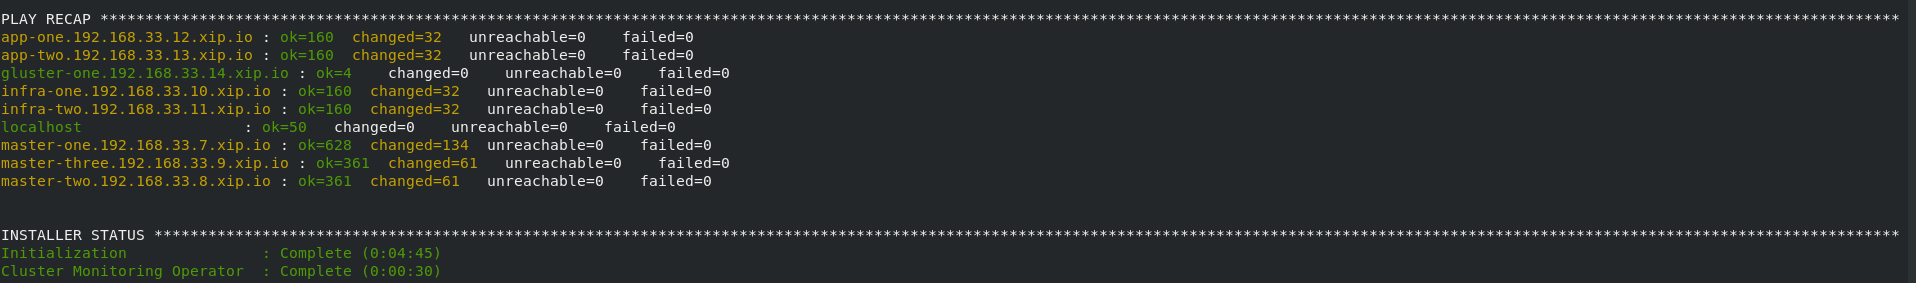 PLAY RECAP ********************************************************************************************************************************************************************************************************
app-one.192.168.33.12.xip.io : ok=160  changed=32   unreachable=0    failed=0
app-two.192.168.33.13.xip.io : ok=160  changed=32   unreachable=0    failed=0
gluster-one.192.168.33.14.xip.io : ok=4    changed=0    unreachable=0    failed=0
infra-one.192.168.33.10.xip.io : ok=160  changed=32   unreachable=0    failed=0
infra-two.192.168.33.11.xip.io : ok=160  changed=32   unreachable=0    failed=0
localhost                  : ok=50   changed=0    unreachable=0    failed=0
master-one.192.168.33.7.xip.io : ok=628  changed=134  unreachable=0    failed=0
master-three.192.168.33.9.xip.io : ok=361  changed=61   unreachable=0    failed=0
master-two.192.168.33.8.xip.io : ok=361  changed=61   unreachable=0    failed=0
INSTALLER STATUS **************************************************************************************************************************************************************************************************
Initialization               : Complete (0:04:45)
Cluster Monitoring Operator  : Complete (0:00:30)